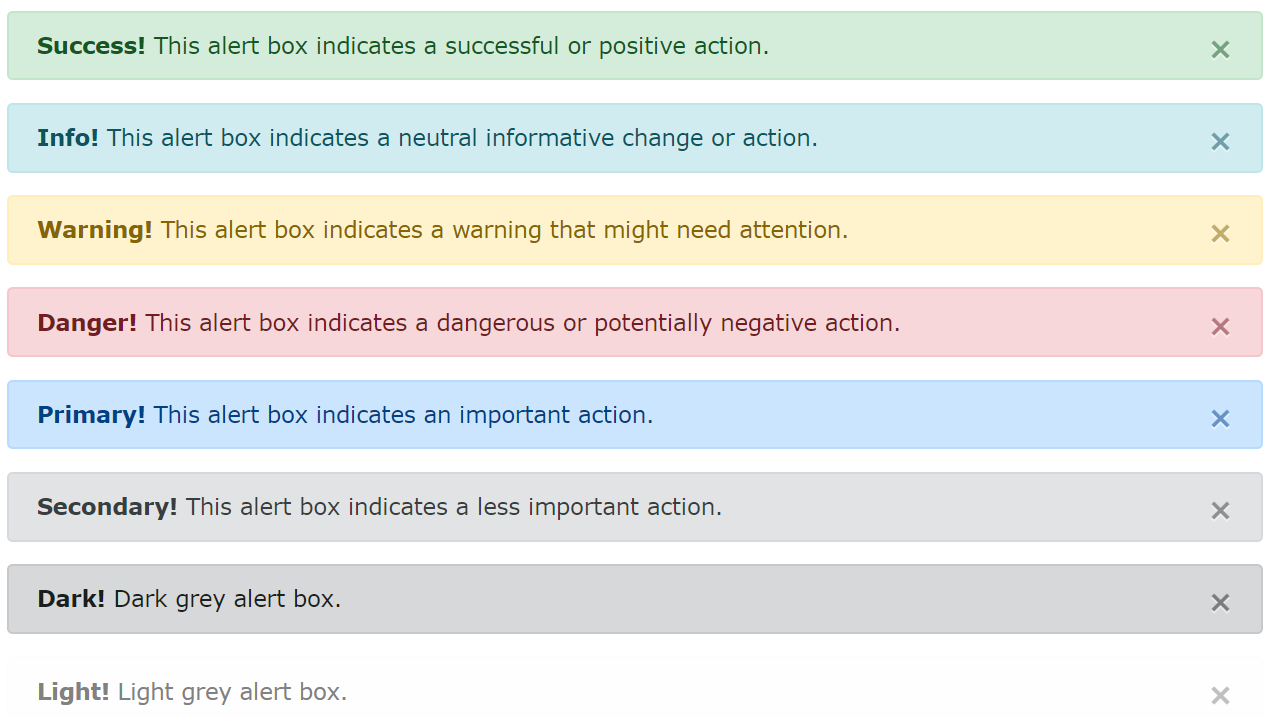 Success! This alert box indicates a successful or positive action. ×
Info! This alert box indicates a neutral informative change or action. ×
Warning! This alert box indicates a warning that might need attention. ×
Danger! This alert box indicates a dangerous or potentially negative action. ×
Primary! This alert box indicates an important action. ×
Secondary! This alert box indicates a less important action. ×
Dark! Dark grey alert box. ×
Light! Light grey alert box. ×